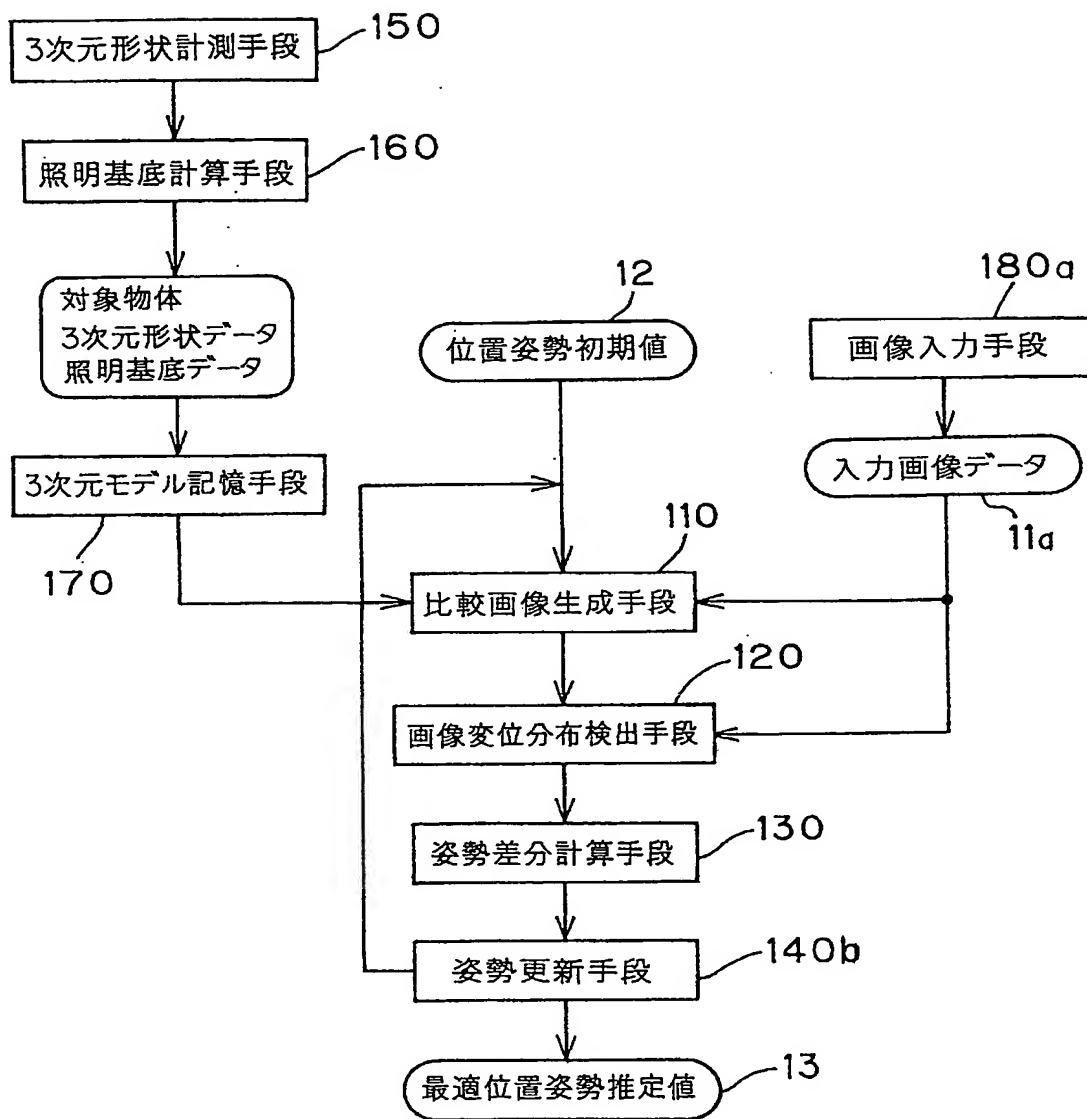 3次元形状計測手段
150
照明基底計算手段
160
対象物体
3次元形状データ
照明基底データ
3次元モデル記憶手段
170
12
位置姿勢初期値
180a
画像入力手段
入力画像データ
11a
110
比較画像生成手段
120
画像変位分布検出手段
130
姿勢差分計算手段
140b
姿勢更新手段
最適位置姿勢推定値
13